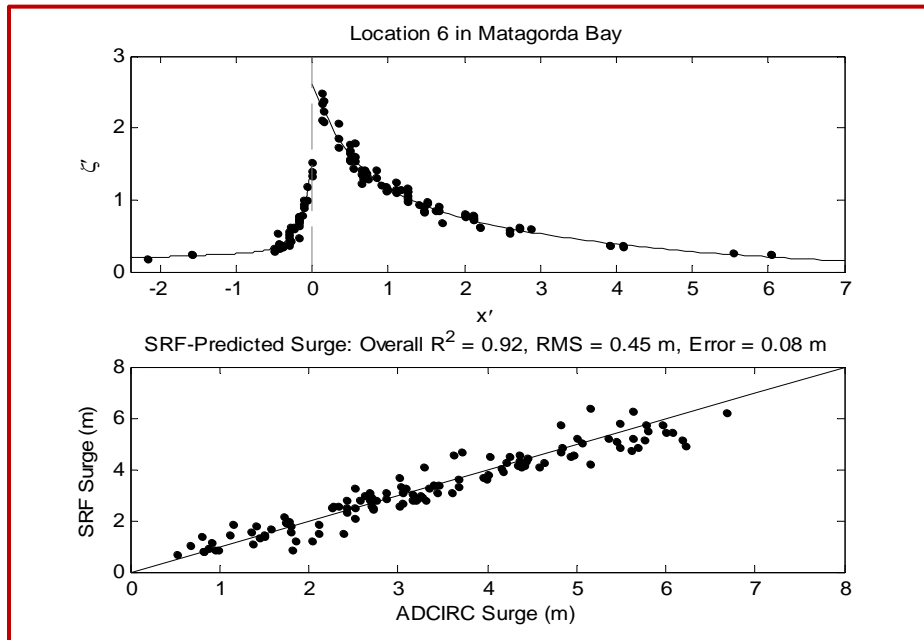 Location 6 in Matagorda Bay
3
2
1
0
ζ′
-2 -1 0 1 2 3 4 5 6 7
x′
SRF-Predicted Surge: Overall R² = 0.92, RMS = 0.45 m, Error = 0.08 m
8
6
4
2
0
SRF Surge (m)
0 1 2 3 4 5 6 7 8
ADCIRC Surge (m)